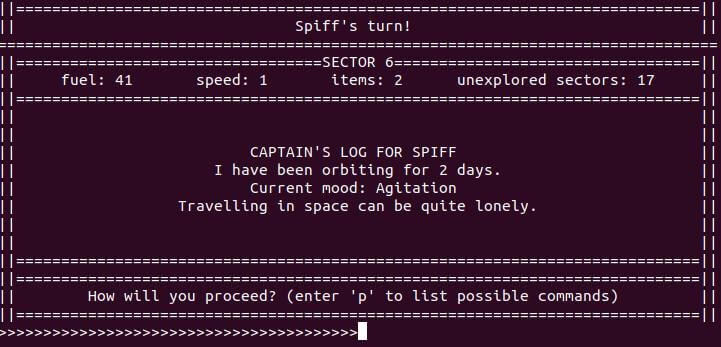 Spiff's turn!
SECTOR 6
fuel: 41 speed: 1 items: 2 unexplored sectors: 17
CAPTAIN'S LOG FOR SPIFF
I have been orbiting for 2 days.
Current mood: Agitation
Travelling in space can be quite lonely.
How will you proceed? (enter 'p' to list possible commands)
>>>>>>>>>>>>>>>>>>>>>>>>>>>>>>>>>>>>>>>>